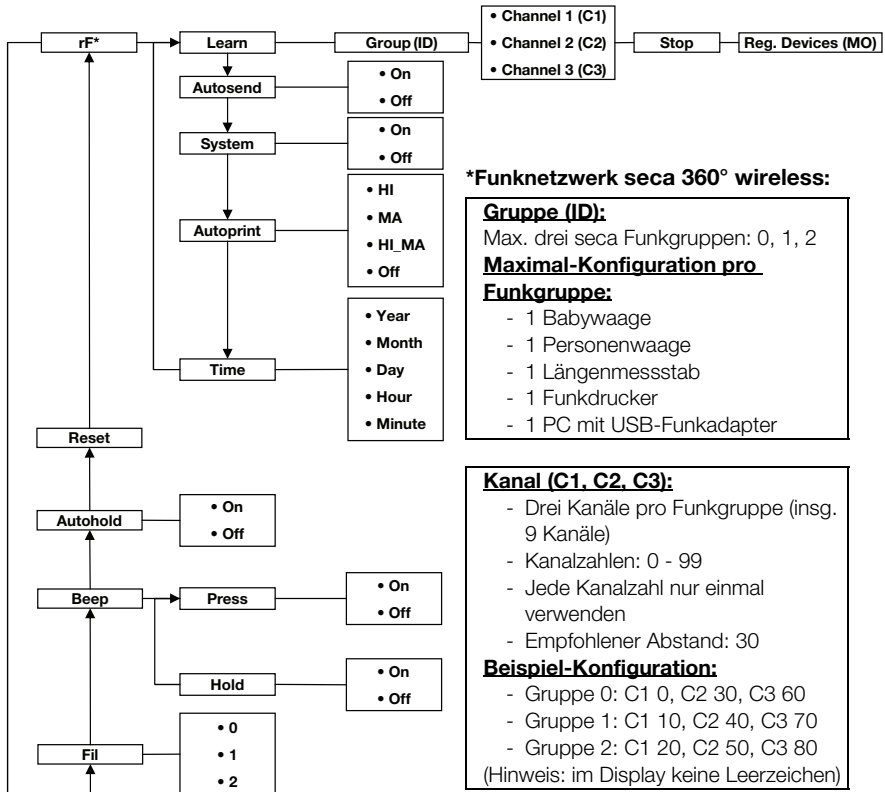 rF*
Learn
Group (ID)
• Channel 1 (C1)
• Channel 2 (C2)
• Channel 3 (C3)
Stop
Reg. Devices (MO)
Autosend
• On
• Off
System
• On
• Off
Autoprint
• HI
• MA
• HI_MA
• Off
Time
• Year
• Month
• Day
• Hour
• Minute
Reset
Autohold
• On
• Off
Beep
Press
• On
• Off
Hold
• On
• Off
Fil
• 0
• 1
• 2
*Funknetzwerk seca 360° wireless:
Gruppe (ID):
Max. drei seca Funkgruppen: 0, 1, 2
Maximal-Konfiguration pro
Funkgruppe:
- 1 Babywaage
- 1 Personenwaage
- 1 Längenmessstab
- 1 Funkdrucker
- 1 PC mit USB-Funkadapter
Kanal (C1, C2, C3):
- Drei Kanäle pro Funkgruppe (insg.
9 Kanäle)
- Kanalzahlen: 0 - 99
- Jede Kanalzahl nur einmal
verwenden
- Empfohlener Abstand: 30
Beispiel-Konfiguration:
- Gruppe 0: C1 0, C2 30, C3 60
- Gruppe 1: C1 10, C2 40, C3 70
- Gruppe 2: C1 20, C2 50, C3 80
(Hinweis: im Display keine Leerzeichen)